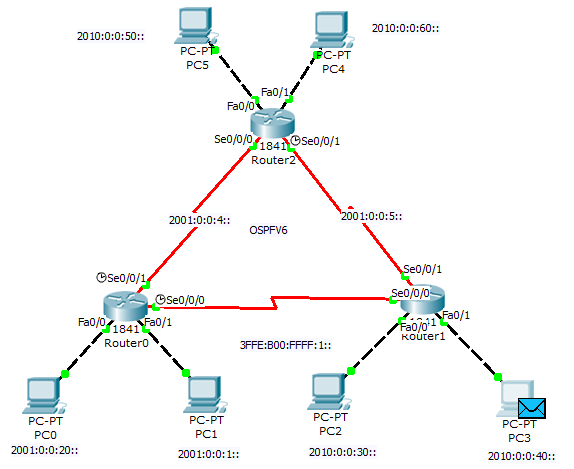 2010:0:0:50::
2010:0:0:60::
PC-PT
PC5
PC-PT
PC4
Fa0/0
Fa0/1
Se0/0/0
Se0/0/1
1841
Router2
2001:0:0:4::
2001:0:0:5::
OSPFV6
Se0/0/1
Se0/0/0
Fa0/0
Fa0/1
1841
Router0
Se0/0/1
Se0/0/0
Fa0/0
Fa0/1
1841
Router1
3FFE:B00:FFFF:1::
PC-PT
PC0
PC-PT
PC1
PC-PT
PC2
PC-PT
PC3
2001:0:0:20::
2001:0:0:1::
2010:0:0:30::
2010:0:0:40::